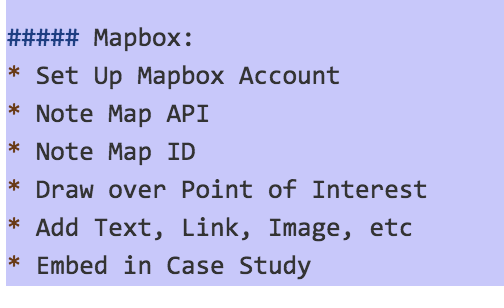 ##### Mapbox:
* Set Up Mapbox Account
* Note Map API
* Note Map ID
* Draw over Point of Interest
* Add Text, Link, Image, etc
* Embed in Case Study